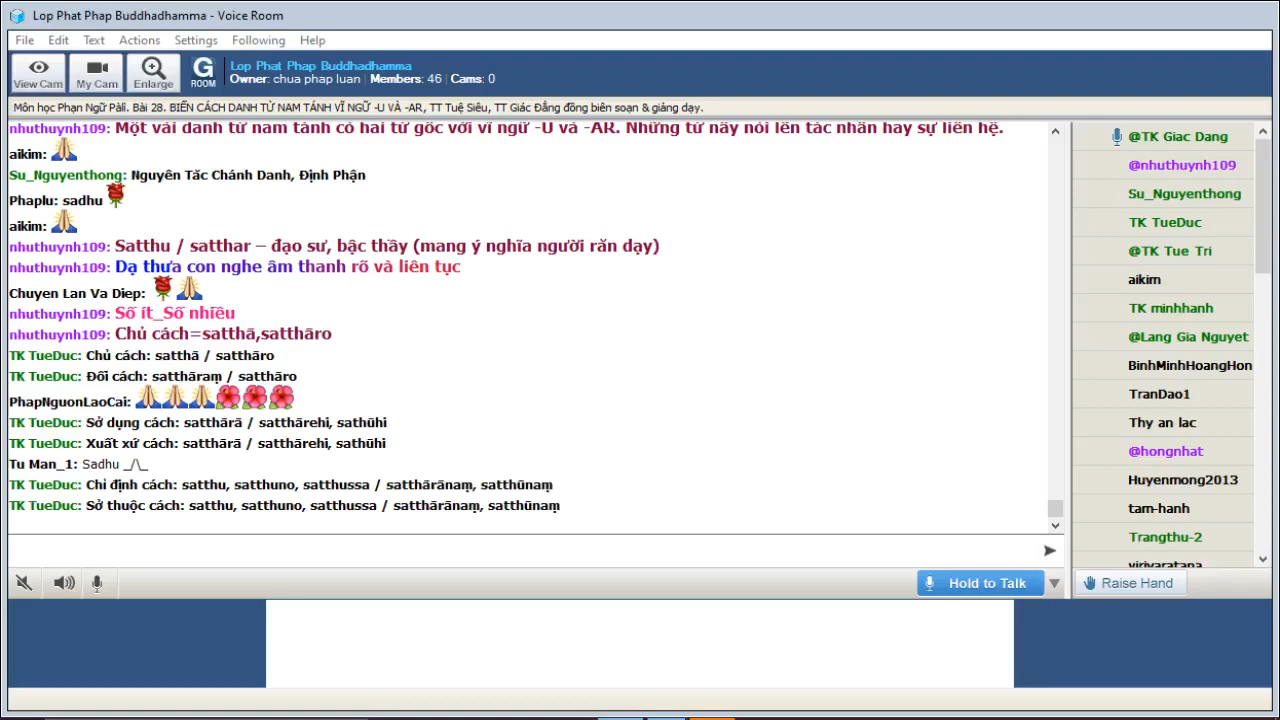 Lop Phat Phap Buddhadhamma - Voice Room
File Edit Text Actions Settings Following Help
View Cam My Cam Enlarge G ROOM
Lop Phat Phap Buddhadhamma
Owner: chua phap luan | Members: 46 | Cams: 0
Môn học Phạn Ngữ Pàli. Bài 28. BIẾN CÁCH DANH TỪ NAM TÁNH VĨ NGỮ -U VÀ -AR, TT Tuệ Siêu, TT Giác Đẳng đồng biên soạn & giảng dạy.
nhuthuynh109: Một vài danh từ nam tánh có hai từ gốc với vĩ ngữ -U và -AR. Những từ nầy nói lên tác nhân hay sự liên hệ.
aikim:
Su_Nguyenthong: Nguyên Tắc Chánh Danh, Định Phận
Phaplu: sadhu
aikim:
nhuthuynh109: Satthu / satthar – đạo sư, bậc thầy (mang ý nghĩa người răn dạy)
nhuthuynh109: Dạ thưa con nghe âm thanh rõ và liên tục
Chuyen Lan Va Diep:
nhuthuynh109: Số ít_Số nhiều
nhuthuynh109: Chủ cách=satthā,satthāro
TK TueDuc: Chủ cách: satthā / satthāro
TK TueDuc: Đối cách: satthāraṃ / satthāro
PhapNguonLaoCai:
TK TueDuc: Sở dụng cách: satthārā / satthārehi, sathūhi
TK TueDuc: Xuất xứ cách: satthārā / satthārehi, sathūhi
Tu Man_1: Sadhu _/\_
TK TueDuc: Chỉ định cách: satthu, satthuno, satthussa / satthārānaṃ, satthūnaṃ
TK TueDuc: Sở thuộc cách: satthu, satthuno, satthussa / satthārānaṃ, satthūnaṃ
@TK Giac Dang
@nhuthuynh109
Su_Nguyenthong
TK TueDuc
@TK Tue Tri
aikim
TK minhhanh
@Lang Gia Nguyet
BinhMinhHoangHon
TranDao1
Thy an lac
@hongnhat
Huyenmong2013
tam-hanh
Trangthu-2
viriyaratana
Hold to Talk
Raise Hand